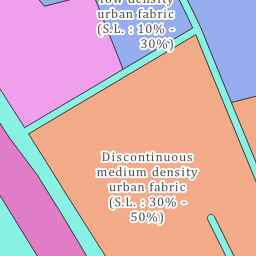 low density
urban fabric
(S.L. : 10% -
30%)
Discontinuous
medium density
urban fabric
(S.L. : 30% -
50%)